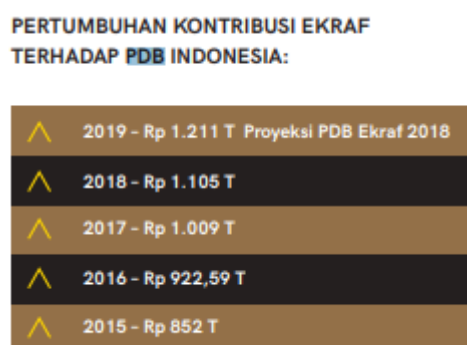 PERTUMBUHAN KONTRIBUSI EKRAF
TERHADAP PDB INDONESIA:
2019 – Rp 1.211 T Proyeksi PDB Ekraf 2018
2018 – Rp 1.105 T
2017 – Rp 1.009 T
2016 – Rp 922,59 T
2015 – Rp 852 T